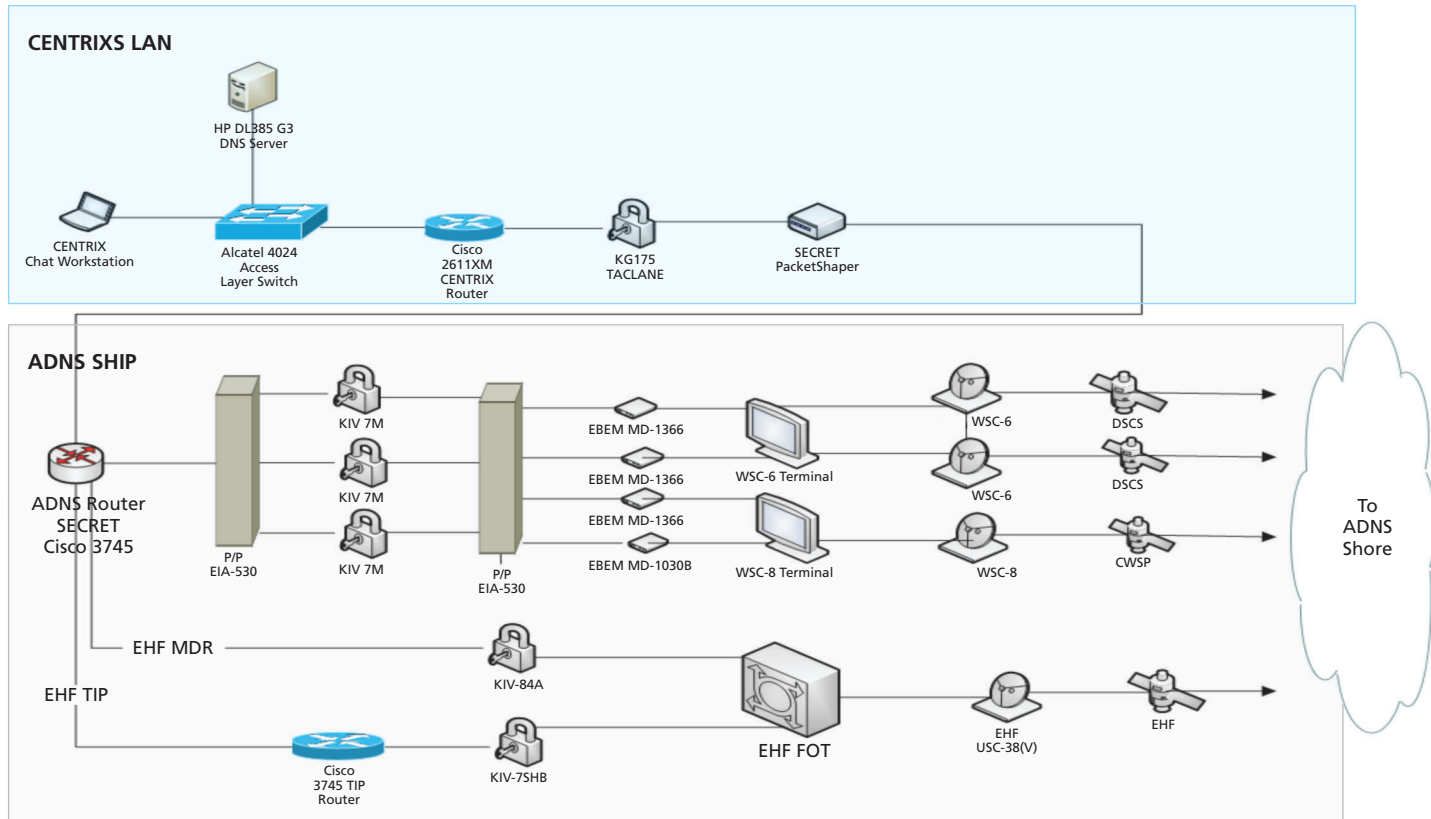 CENTRIXS LAN
HP DL385 G3
DNS Server
CENTRIX
Chat Workstation
Alcatel 4024
Access
Layer Switch
Cisco
2611XM
CENTRIX
Router
KG175
TACLANE
SECRET
PacketShaper
ADNS SHIP
ADNS Router
SECRET
Cisco 3745
P/P
EIA-530
KIV 7M
KIV 7M
KIV 7M
P/P
EIA-530
EBEM MD-1366
EBEM MD-1366
EBEM MD-1366
EBEM MD-1030B
WSC-6 Terminal
WSC-8 Terminal
WSC-6
WSC-6
WSC-8
DSCS
DSCS
CWSP
To
ADNS
Shore
EHF MDR
KIV-84A
EHF TIP
Cisco
3745 TIP
Router
KIV-7SHB
EHF FOT
EHF
USC-38(V)
EHF